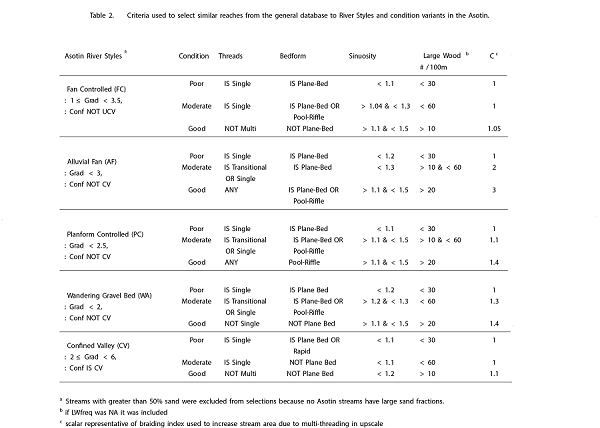 Table 2. Criteria used to select similar reaches from the general database to River Styles and condition variants in the Asotin.
Asotin River Styles a Condition Threads Bedform Sinuosity Large Wood b C c
# / 100m
Fan Controlled (FC) Poor IS Single IS Plane-Bed < 1.1 < 30 1
: 1 ≤ Grad < 3.5,
: Conf NOT UCV Moderate IS Single IS Plane-Bed OR > 1.04 & < 1.3 < 60 1
Pool-Riffle
Good NOT Multi NOT Plane-Bed > 1.1 & < 1.5 > 10 1.05
Alluvial Fan (AF) Poor IS Single IS Plane-Bed < 1.2 < 30 1
: Grad < 3, Moderate IS Transitional IS Plane-Bed < 1.3 > 10 & < 60 2
: Conf NOT CV OR Single
Good ANY IS Plane-Bed OR > 1.1 & < 1.5 > 20 3
Pool-Riffle
Planform Controlled (PC) Poor IS Single IS Plane-Bed < 1.1 < 30 1
: Grad < 2.5, Moderate IS Transitional IS Plane-Bed OR > 1.1 & < 1.5 > 10 & < 60 1.1
: Conf NOT CV OR Single Pool-Riffle
Good ANY Pool-Riffle > 1.1 & < 1.5 > 20 1.4
Wandering Gravel Bed (WA) Poor IS Single IS Plane Bed < 1.2 < 30 1
: Grad < 2, Moderate IS Transitional IS Plane-Bed OR > 1.2 & < 1.3 < 60 1.3
: Conf NOT CV OR Single Pool-Riffle
Good NOT Single NOT Plane Bed > 1.1 & < 1.5 > 20 1.4
Confined Valley (CV) Poor IS Single IS Plane Bed OR < 1.1 < 30 1
: 2 ≤ Grad < 6, Rapid
: Conf IS CV Moderate IS Single NOT Plane Bed < 1.1 < 60 1
Good NOT Multi NOT Plane Bed < 1.2 > 10 1.1
a Streams with greater than 50% sand were excluded from selections because no Asotin streams have large sand fractions.
b If LWfreq was NA it was included
c scalar representative of braiding index used to increase stream area due to multi-threading in upscale